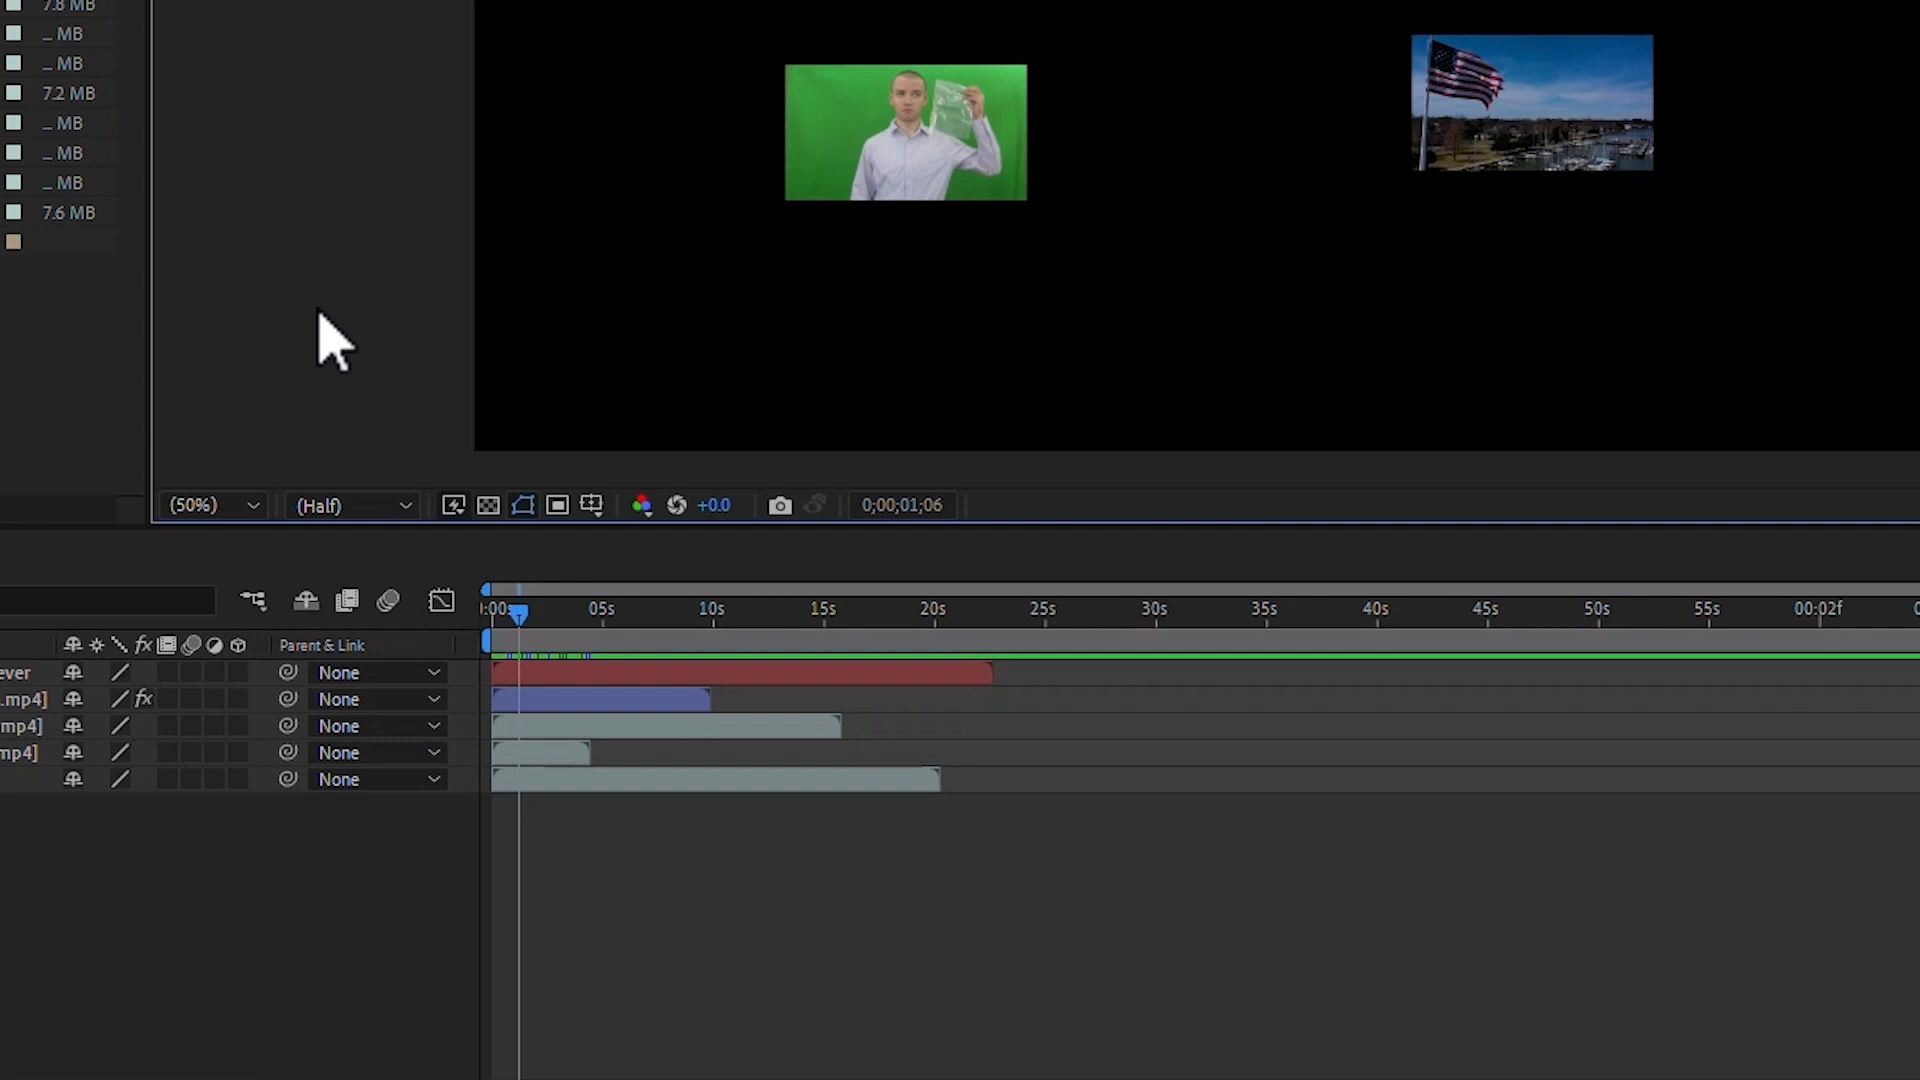 7.8 MB
... MB
... MB
7.2 MB
... MB
... MB
... MB
7.6 MB
(50%) (Half) +0.0 0;00;01;06
:00s 05s 10s 15s 20s 25s 30s 35s 40s 45s 50s 55s 00:02f
fx Parent & Link
ever None
.mp4] fx None
mp4] None
mp4] None
None